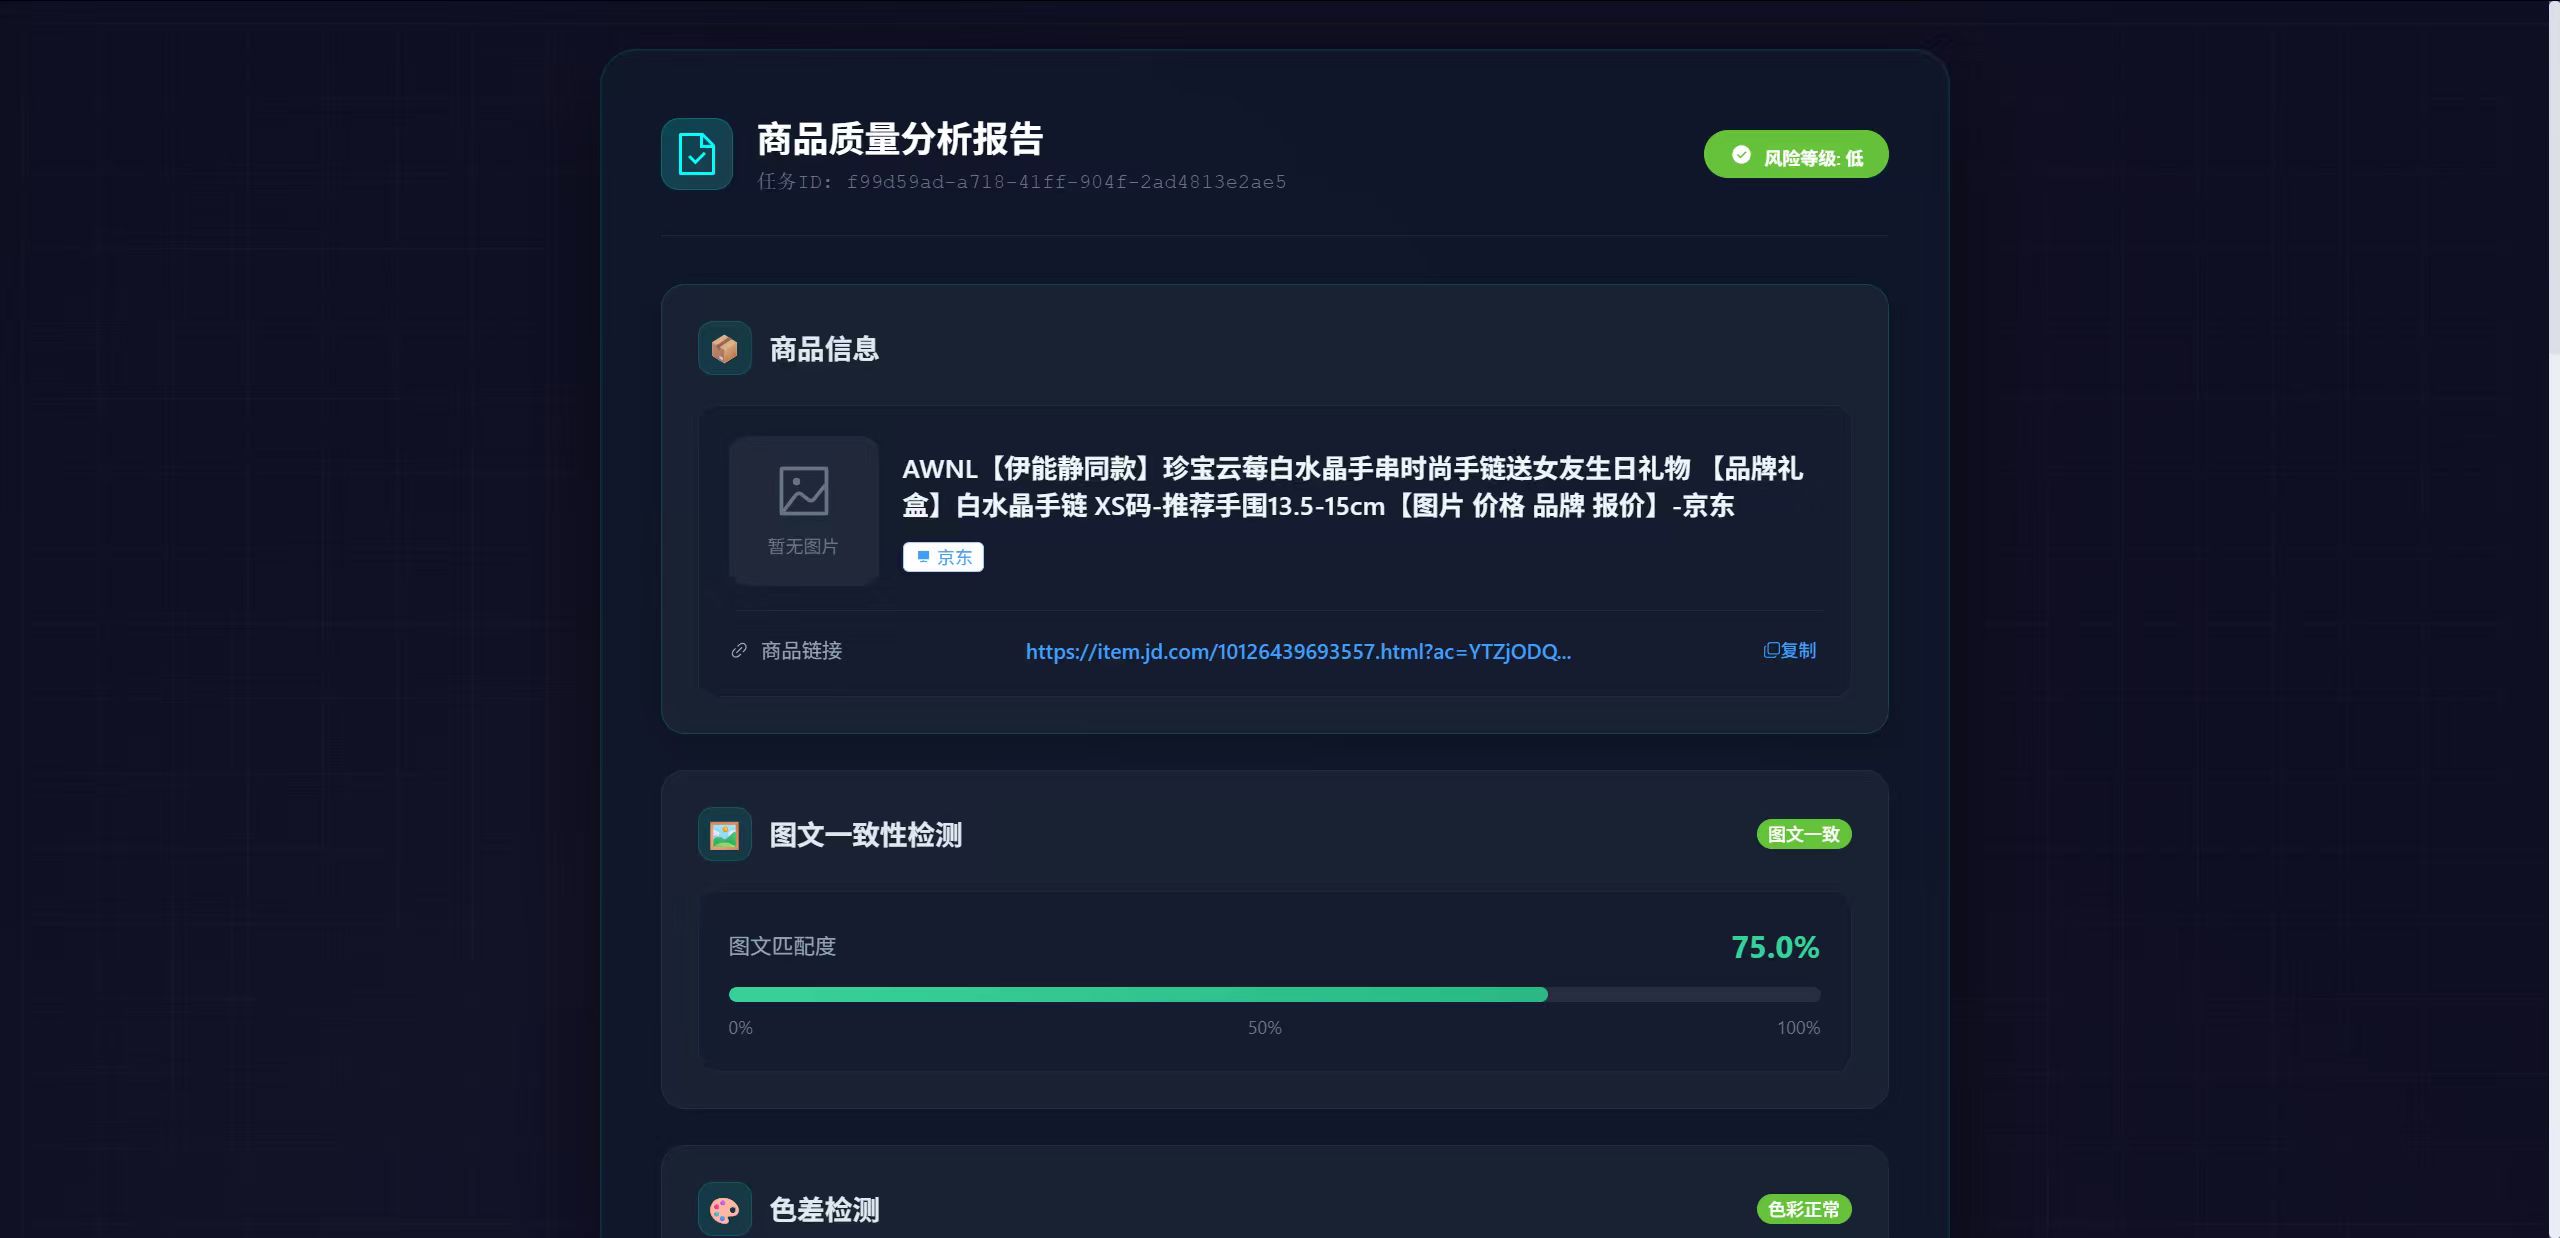 商品质量分析报告
任务ID: f99d59ad-a718-41ff-904f-2ad4813e2ae5
风险等级: 低
商品信息
暂无图片
AWNL【伊能静同款】珍宝云莓白水晶手串时尚手链送女友生日礼物 【品牌礼
盒】白水晶手链 XS码-推荐手围13.5-15cm【图片 价格 品牌 报价】-京东
京东
商品链接
https://item.jd.com/10126439693557.html?ac=YTZjODQ...
复制
图文一致性检测
图文一致
图文匹配度
75.0%
0%
50%
100%
色差检测
色彩正常